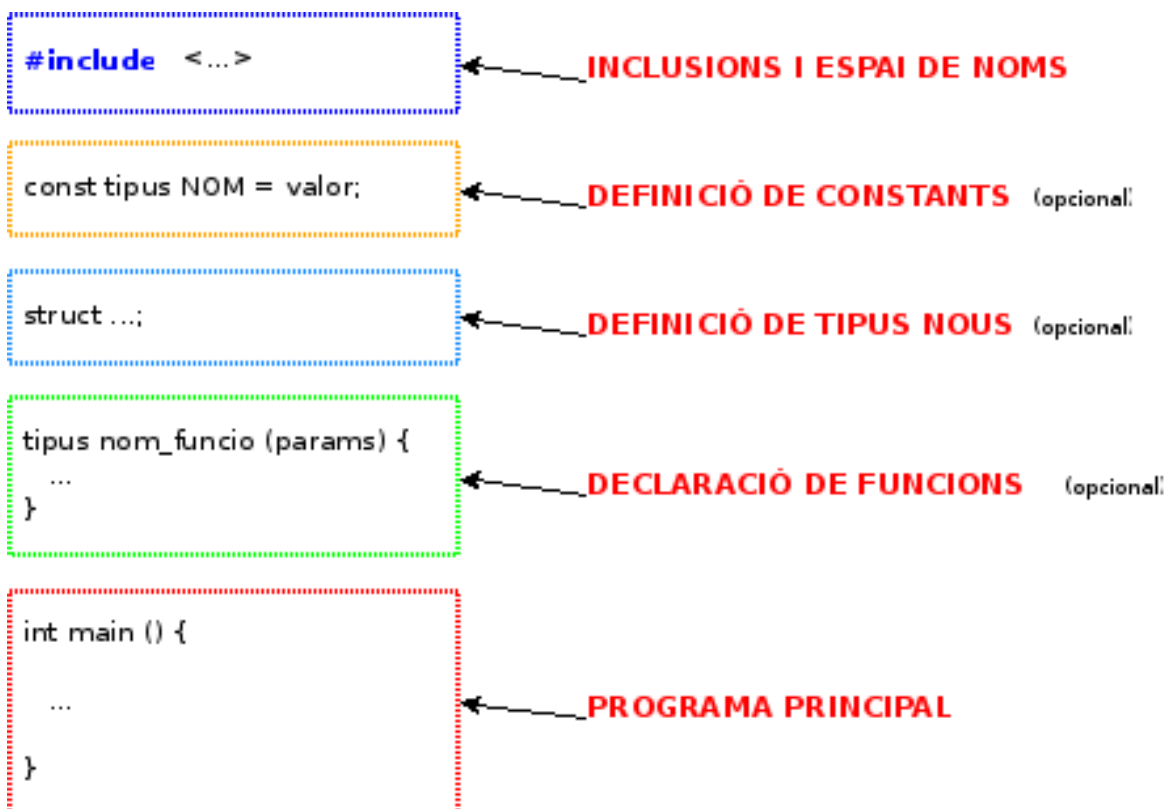 #include <...>
INCLUSIONS I ESPAI DE NOMS
const tipus NOM = valor;
DEFINICIÓ DE CONSTANTS (opcional)
struct ...;
DEFINICIÓ DE TIPUS NOUS (opcional)
tipus nom_funcio (params) {
...
}
DECLARACIÓ DE FUNCIONS (opcional)
int main () {
...
}
PROGRAMA PRINCIPAL